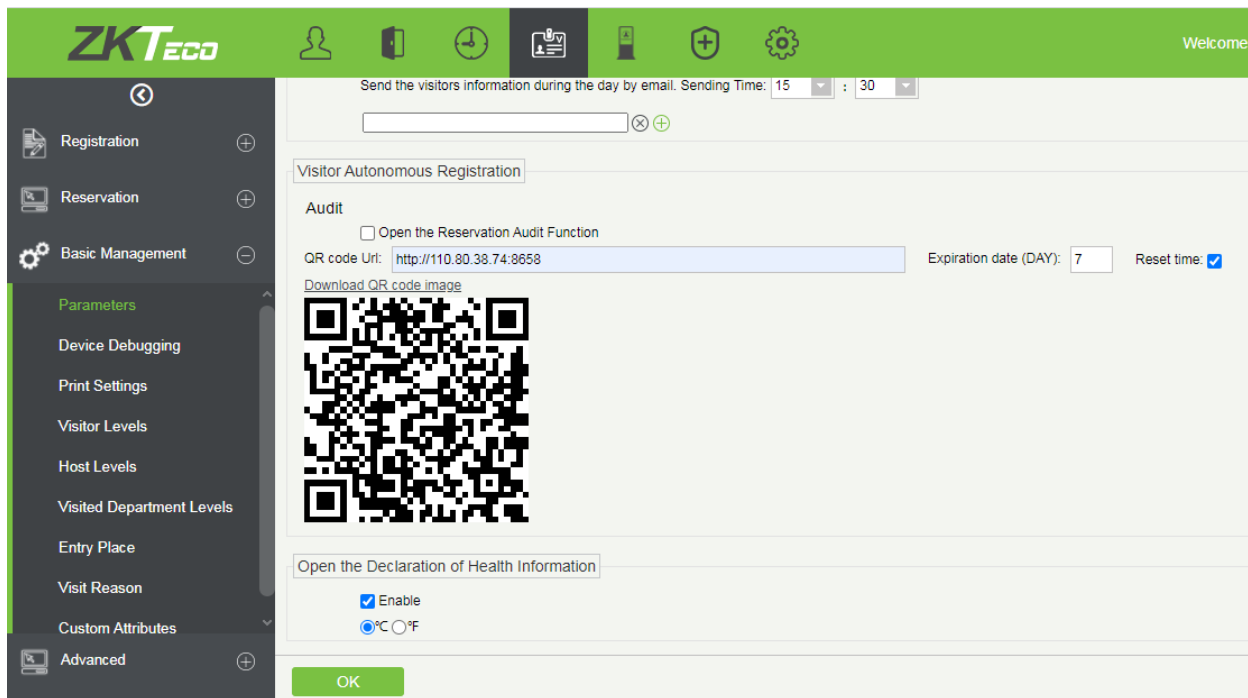 ZKTECO
Welcome
Send the visitors information during the day by email. Sending Time: 15 : 30
Registration
Reservation
Basic Management
Parameters
Device Debugging
Print Settings
Visitor Levels
Host Levels
Visited Department Levels
Entry Place
Visit Reason
Custom Attributes
Advanced
Visitor Autonomous Registration
Audit
Open the Reservation Audit Function
QR code Url: http://110.80.38.74:8658 Expiration date (DAY): 7 Reset time:
Download QR code image
Open the Declaration of Health Information
Enable
°C °F
OK